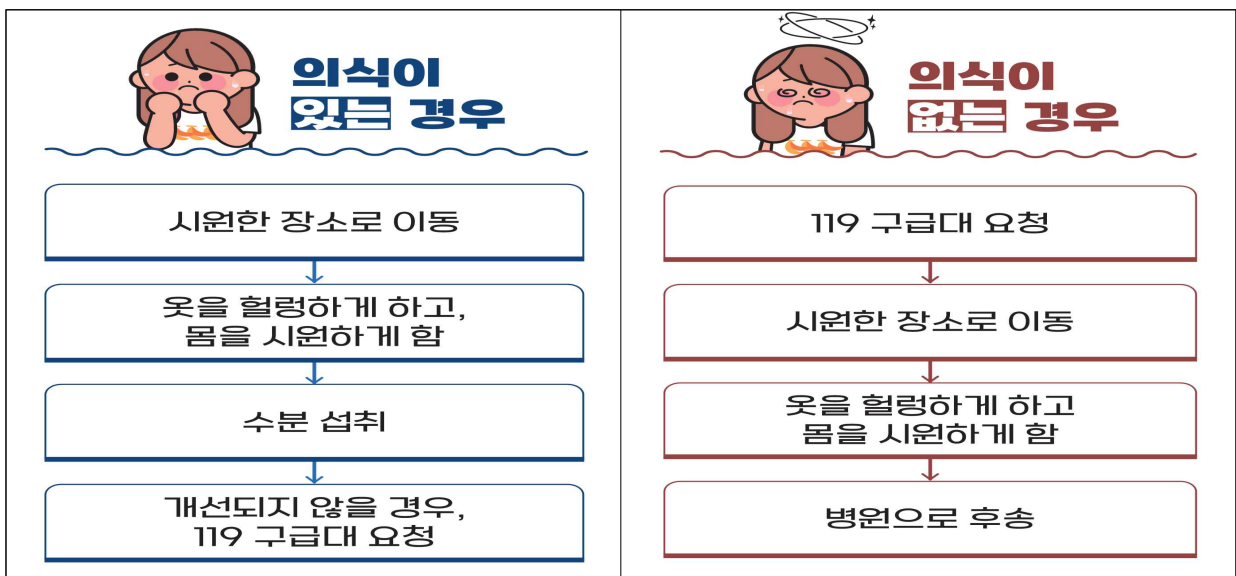 의식이
있는 경우
시원한 장소로 이동
옷을 헐렁하게 하고,
몸을 시원하게 함
수분 섭취
개선되지 않을 경우,
119 구급대 요청
의식이
없는 경우
119 구급대 요청
시원한 장소로 이동
옷을 헐렁하게 하고
몸을 시원하게 함
병원으로 후송